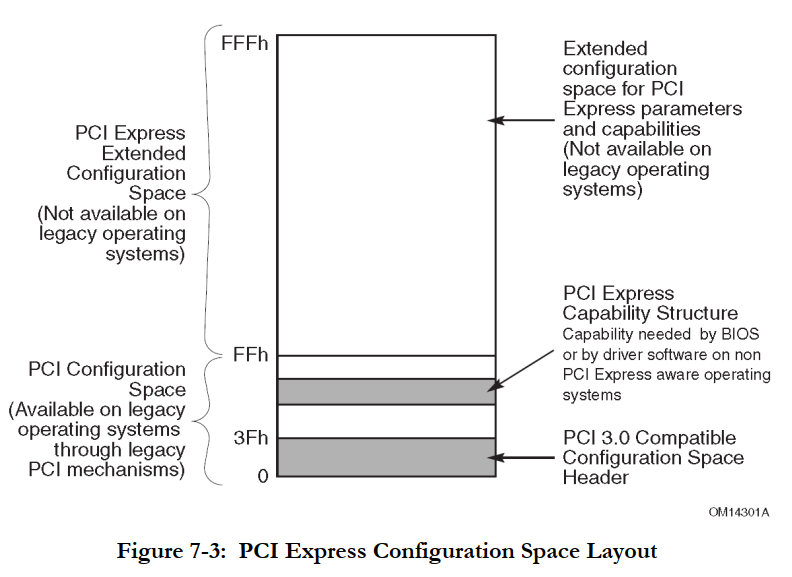 FFFh
PCI Express
Extended
Configuration
Space
(Not available on
legacy operating
systems)
Extended
configuration
space for PCI
Express parameters
and capabilities
(Not available on
legacy operating
systems)
FFh
PCI Configuration
Space
(Available on legacy
operating systems
through legacy
PCI mechanisms)
PCI Express
Capability Structure
Capability needed by BIOS
or by driver software on non
PCI Express aware operating
systems
3Fh
0
PCI 3.0 Compatible
Configuration Space
Header
OM14301A
Figure 7-3: PCI Express Configuration Space Layout